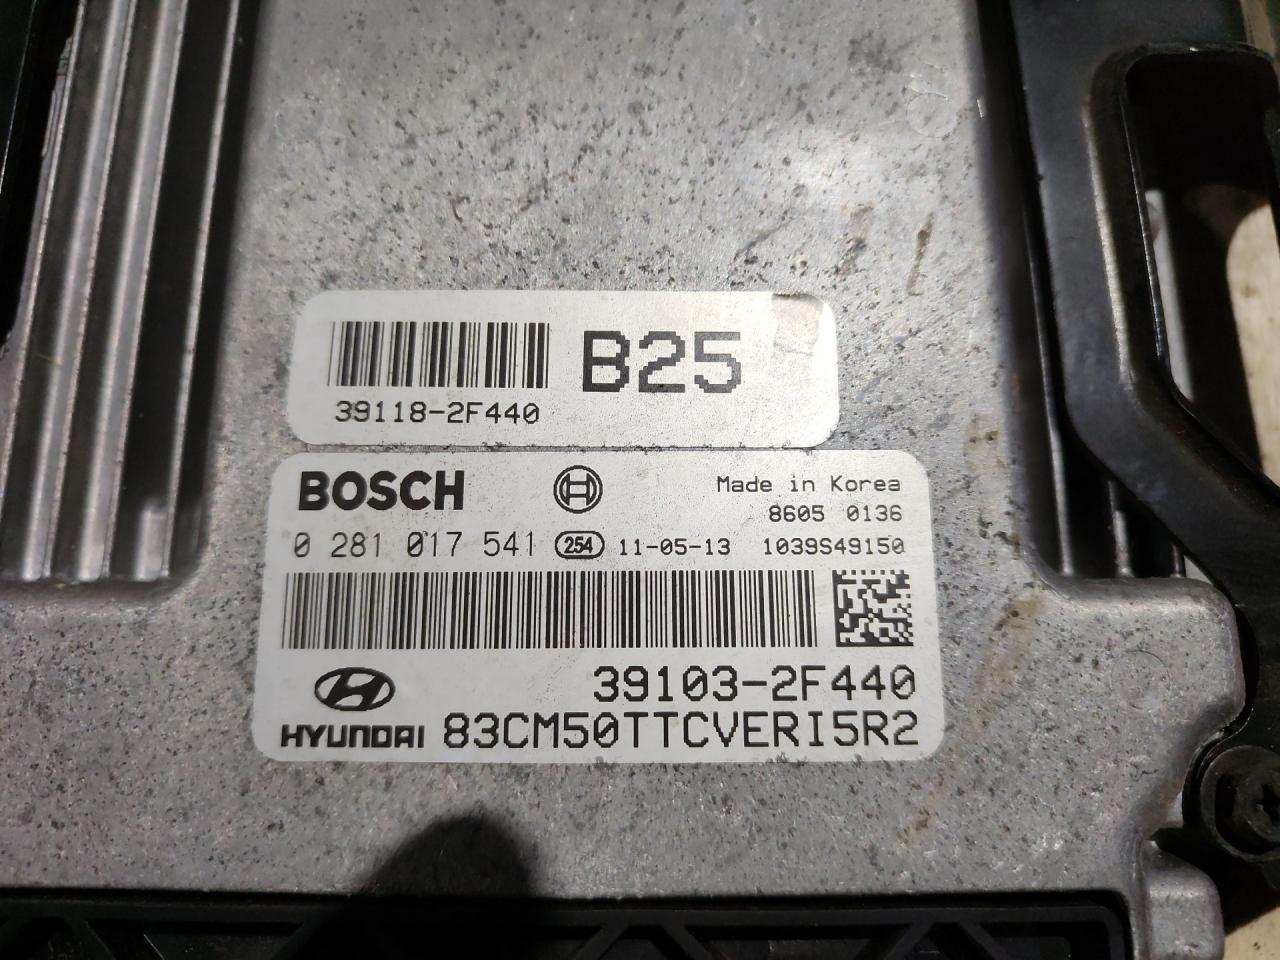 B25
39118-2F440
BOSCH
Made in Korea
8605 0136
0 281 017 541 254 11-05-13 1039S49150
39103-2F440
HYUNDAI 83CM50TTCVERI5R2